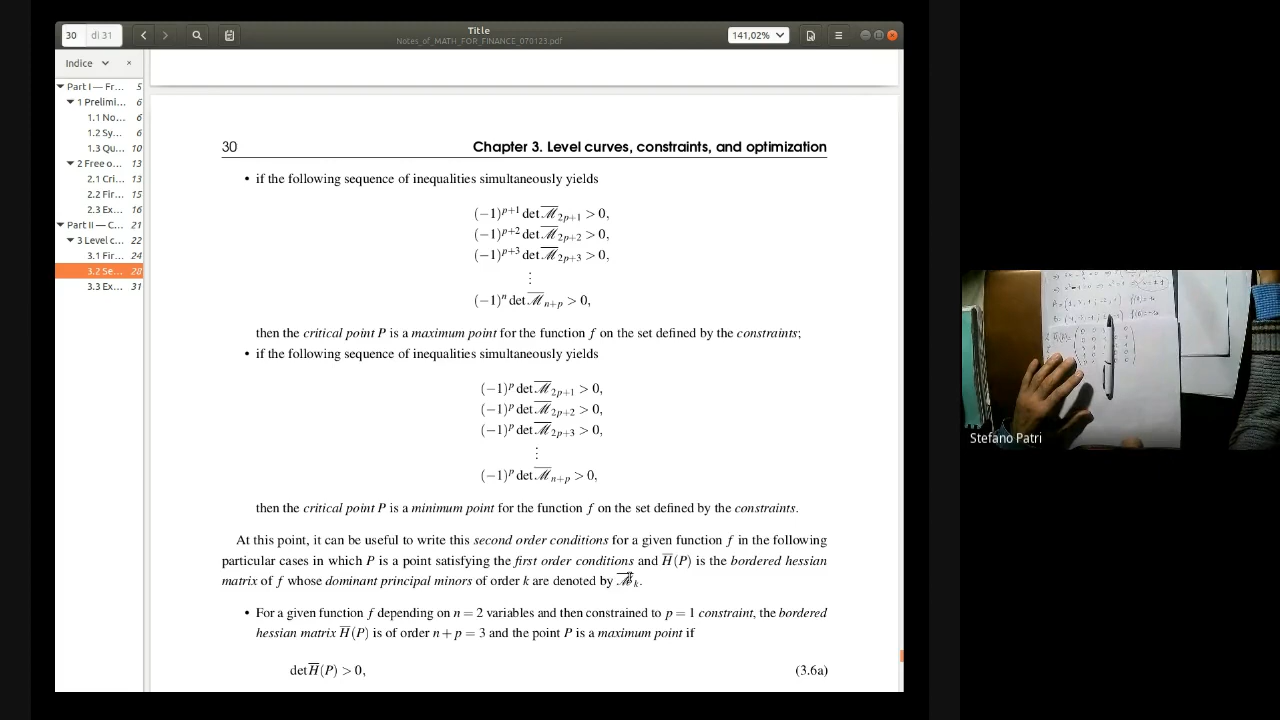 30 di 31
Title
Notes_of_MATH_FOR_FINANCE_070123.pdf
141,02%
Indice
Part I — Fr... 5
1 Prelimi... 6
1.1 No... 6
1.2 Sy... 6
1.3 Qu... 10
2 Free o... 13
2.1 Cri... 13
2.2 Fir... 15
2.3 Ex... 16
Part II — C... 21
3 Level c... 22
3.1 Fir... 24
3.2 Se... 28
3.3 Ex... 31
30 Chapter 3. Level curves, constraints, and optimization
• if the following sequence of inequalities simultaneously yields
(−1)^{p+1} det \overline{ℳ}_{2p+1} > 0,
(−1)^{p+2} det \overline{ℳ}_{2p+2} > 0,
(−1)^{p+3} det \overline{ℳ}_{2p+3} > 0,
⋮
(−1)^n det \overline{ℳ}_{n+p} > 0,
then the critical point P is a maximum point for the function f on the set defined by the constraints;
• if the following sequence of inequalities simultaneously yields
(−1)^p det \overline{ℳ}_{2p+1} > 0,
(−1)^p det \overline{ℳ}_{2p+2} > 0,
(−1)^p det \overline{ℳ}_{2p+3} > 0,
⋮
(−1)^p det \overline{ℳ}_{n+p} > 0,
then the critical point P is a minimum point for the function f on the set defined by the constraints.
At this point, it can be useful to write this second order conditions for a given function f in the following
particular cases in which P is a point satisfying the first order conditions and \overline{H}(P) is the bordered hessian
matrix of f whose dominant principal minors of order k are denoted by \overline{ℳ}_k.
• For a given function f depending on n = 2 variables and then constrained to p = 1 constraint, the bordered
hessian matrix \overline{H}(P) is of order n + p = 3 and the point P is a maximum point if
det \overline{H}(P) > 0, (3.6a)
Stefano Patri